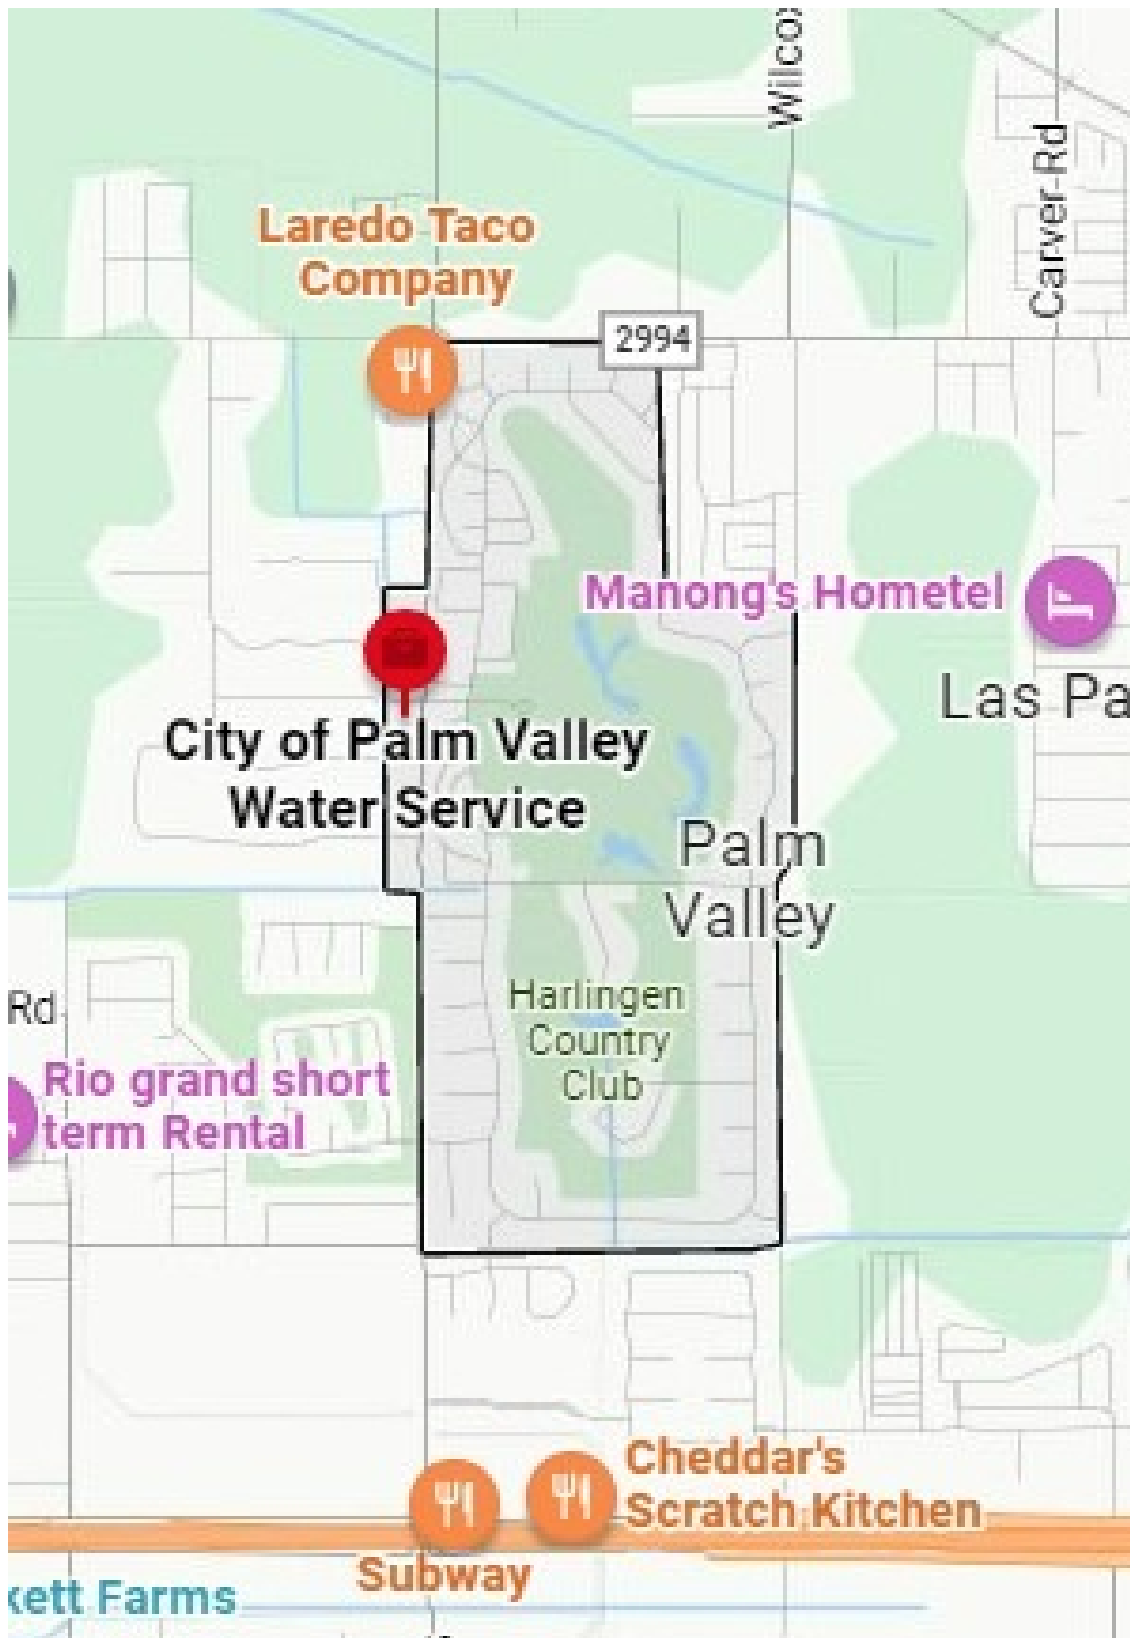 Wilco
Carver Rd
Laredo Taco
Company
2994
Manong's Hometel
Las Pa
City of Palm Valley
Water Service
Palm
Valley
Harlingen
Country
Club
Rd
Rio grand short
term Rental
Cheddar's
Scratch Kitchen
Subway
kett Farms